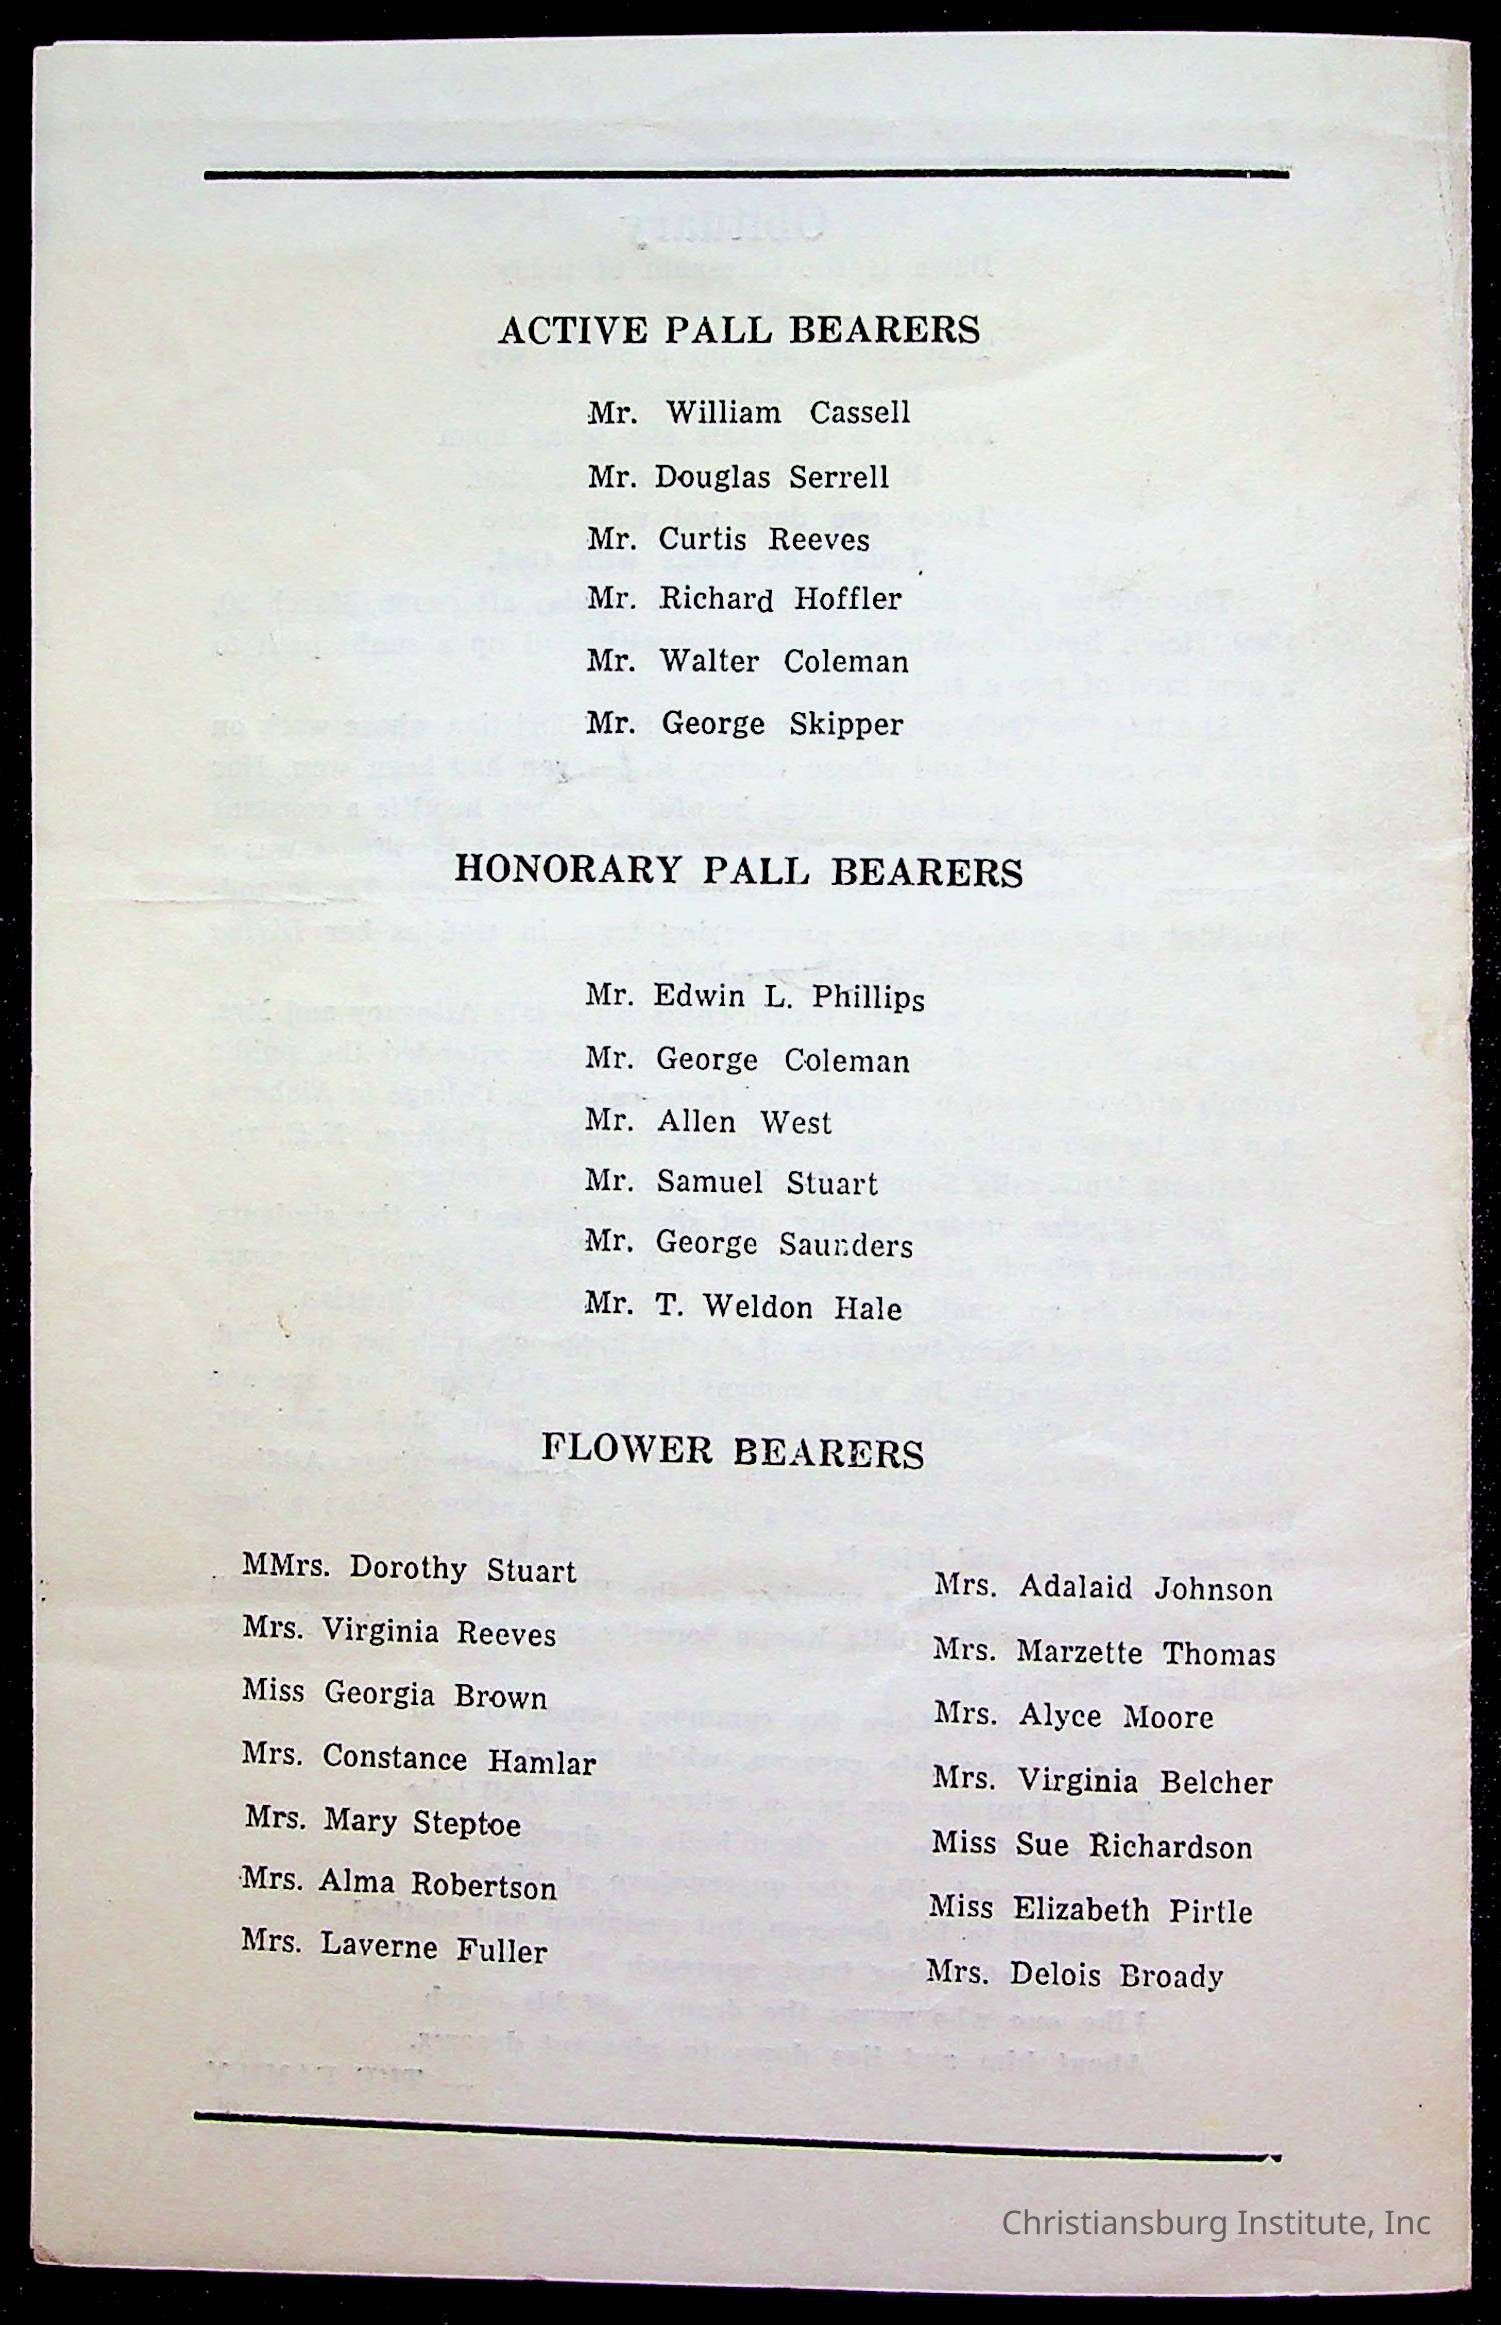 ACTIVE PALL BEARERS
Mr. William Cassell
Mr. Douglas Serrell
Mr. Curtis Reeves
Mr. Richard Hoffler
Mr. Walter Coleman
Mr. George Skipper
HONORARY PALL BEARERS
Mr. Edwin L. Phillips
Mr. George Coleman
Mr. Allen West
Mr. Samuel Stuart
Mr. George Saunders
Mr. T. Weldon Hale
FLOWER BEARERS
MMrs. Dorothy Stuart
Mrs. Virginia Reeves
Miss Georgia Brown
Mrs. Constance Hamlar
Mrs. Mary Steptoe
Mrs. Alma Robertson
Mrs. Laverne Fuller
Mrs. Adalaid Johnson
Mrs. Marzette Thomas
Mrs. Alyce Moore
Mrs. Virginia Belcher
Miss Sue Richardson
Miss Elizabeth Pirtle
Mrs. Delois Broady
Christiansburg Institute, Inc